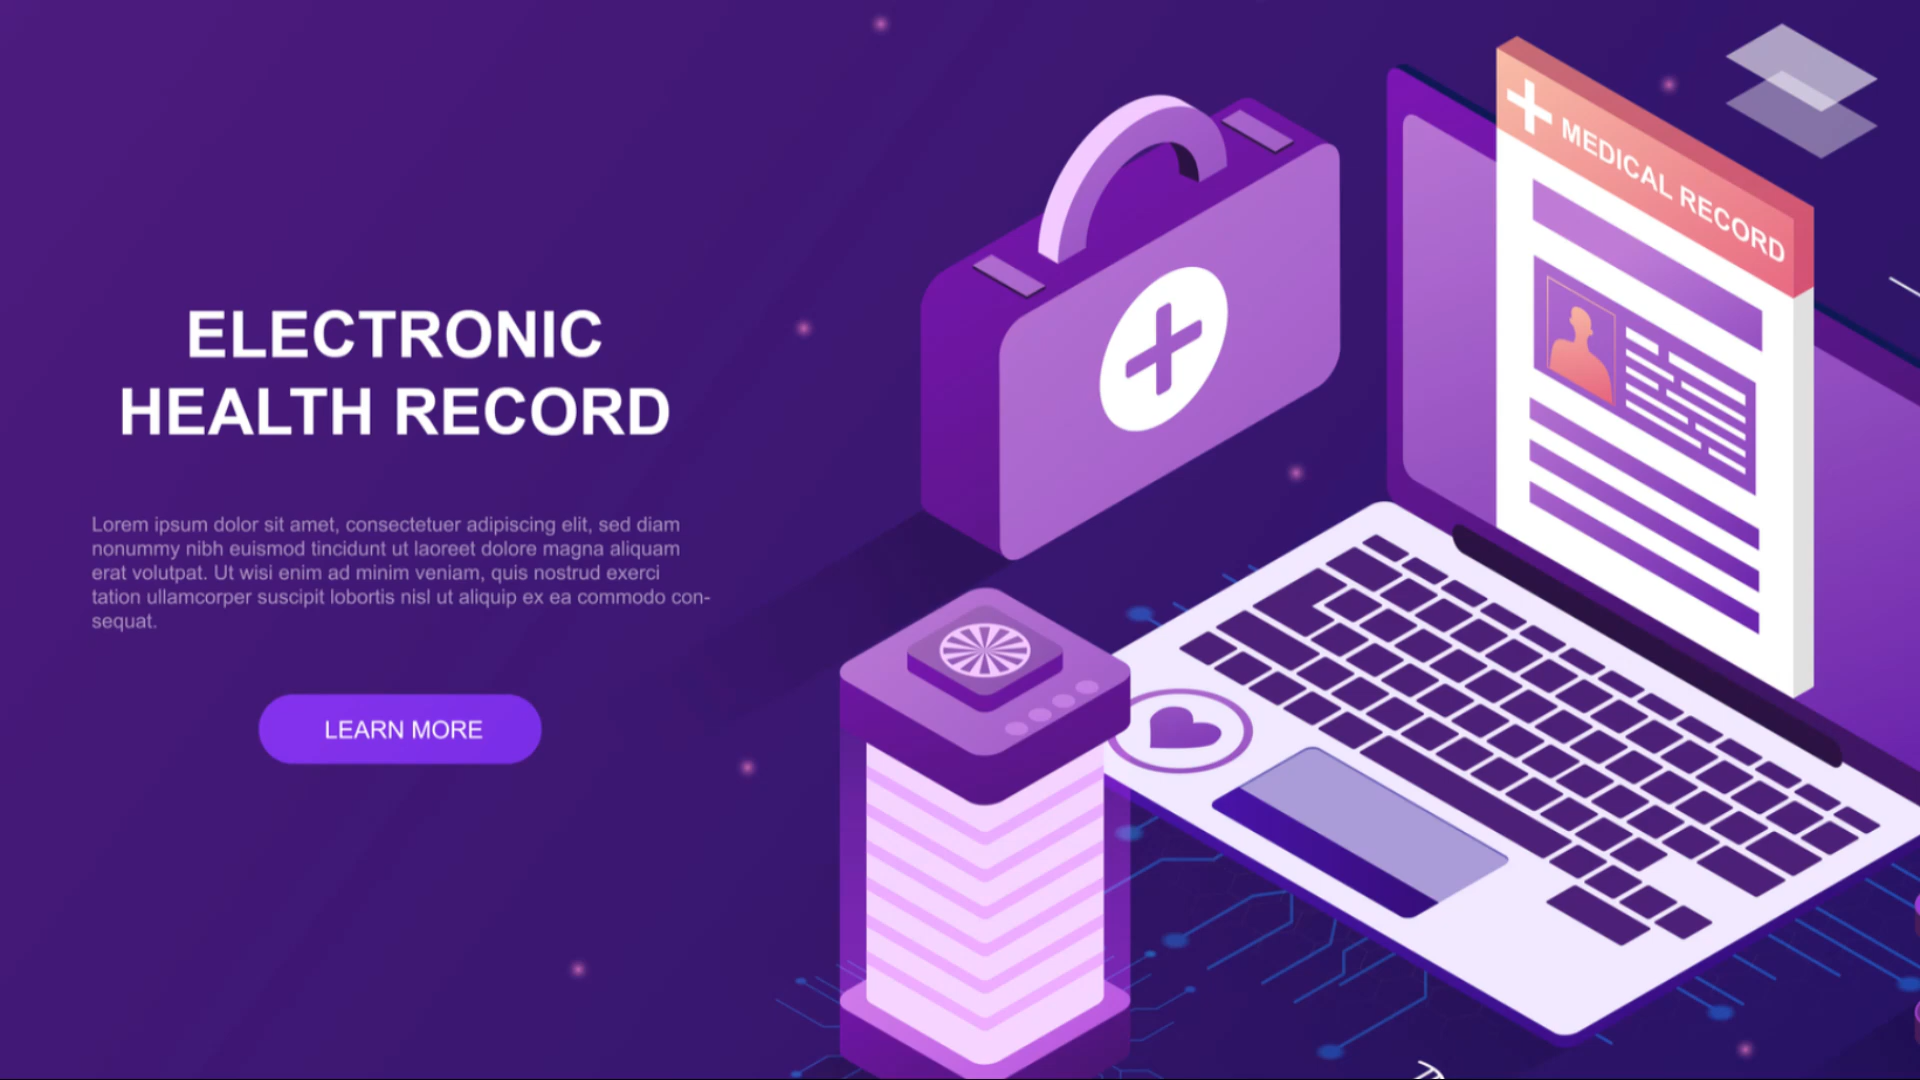 ELECTRONIC
HEALTH RECORD
Lorem ipsum dolor sit amet, consectetuer adipiscing elit, sed diam
nonummy nibh euismod tincidunt ut laoreet dolore magna aliquam
erat volutpat. Ut wisi enim ad minim veniam, quis nostrud exerci
tation ullamcorper suscipit lobortis nisl ut aliquip ex ea commodo con-
sequat.
LEARN MORE
MEDICAL RECORD